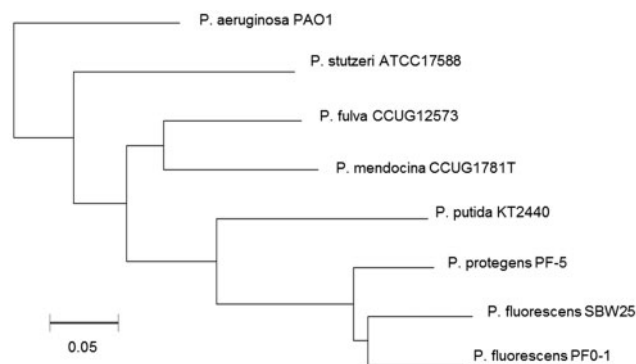 P. aeruginosa PAO1
P. stutzeri ATCC17588
P. fulva CCUG12573
P. mendocina CCUG1781T
P. putida KT2440
P. protegens PF-5
P. fluorescens SBW25
P. fluorescens PF0-1
0.05